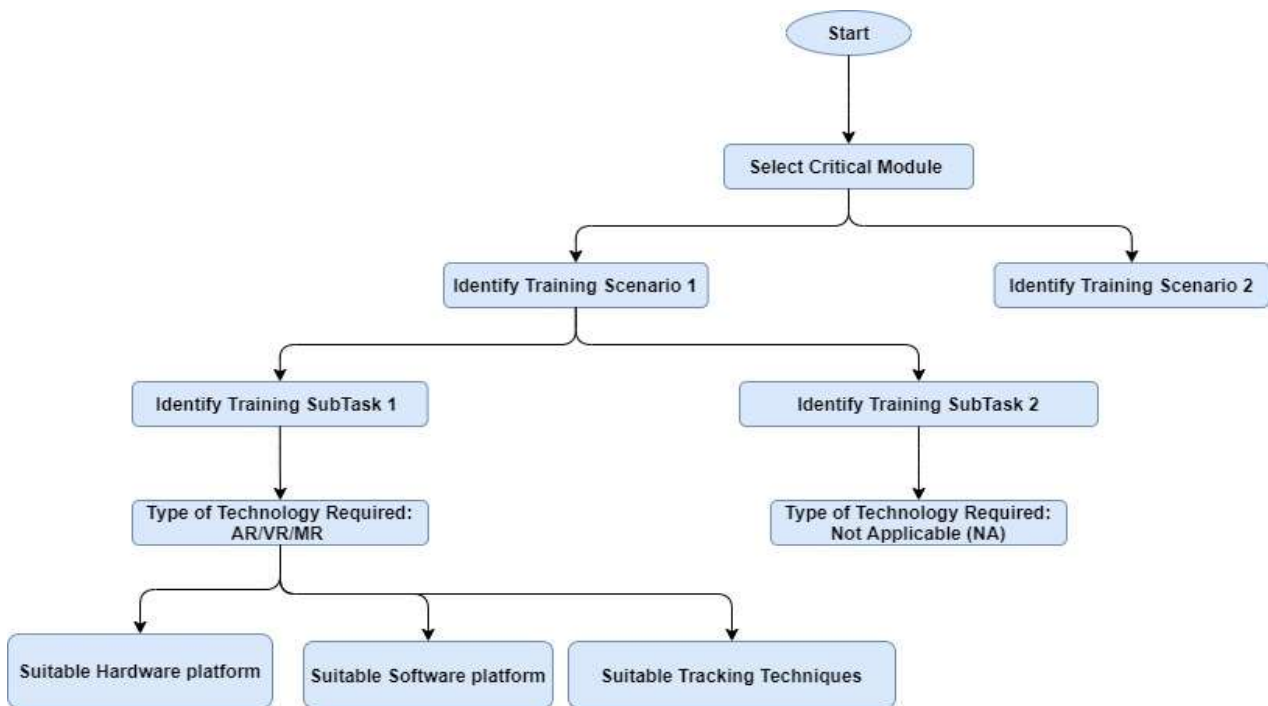 Start
Select Critical Module
Identify Training Scenario 1
Identify Training Scenario 2
Identify Training SubTask 1
Identify Training SubTask 2
Type of Technology Required:
AR/VR/MR
Type of Technology Required:
Not Applicable (NA)
Suitable Hardware platform
Suitable Software platform
Suitable Tracking Techniques